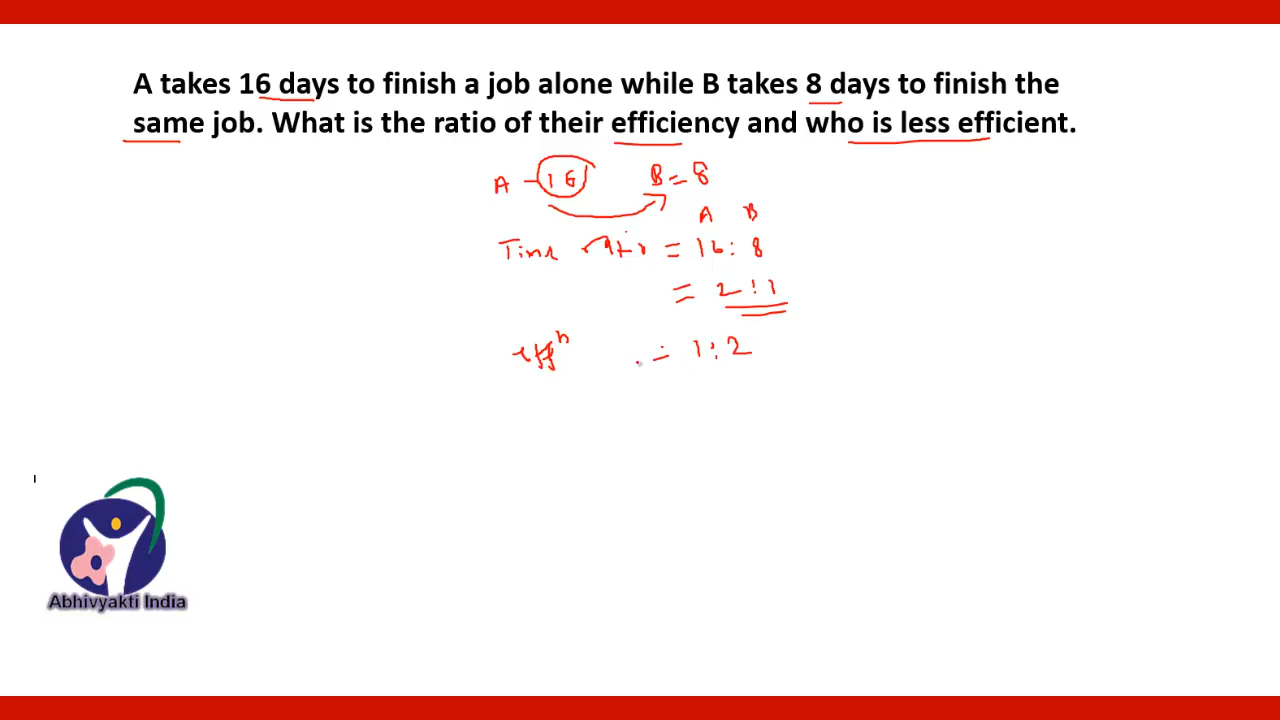 A takes 16 days to finish a job alone while B takes 8 days to finish the
same job. What is the ratio of their efficiency and who is less efficient.
A - 16 B = 8
A B
Time ratio = 16 : 8
= 2 : 1
effⁿ = 1 : 2
Abhivyakti India